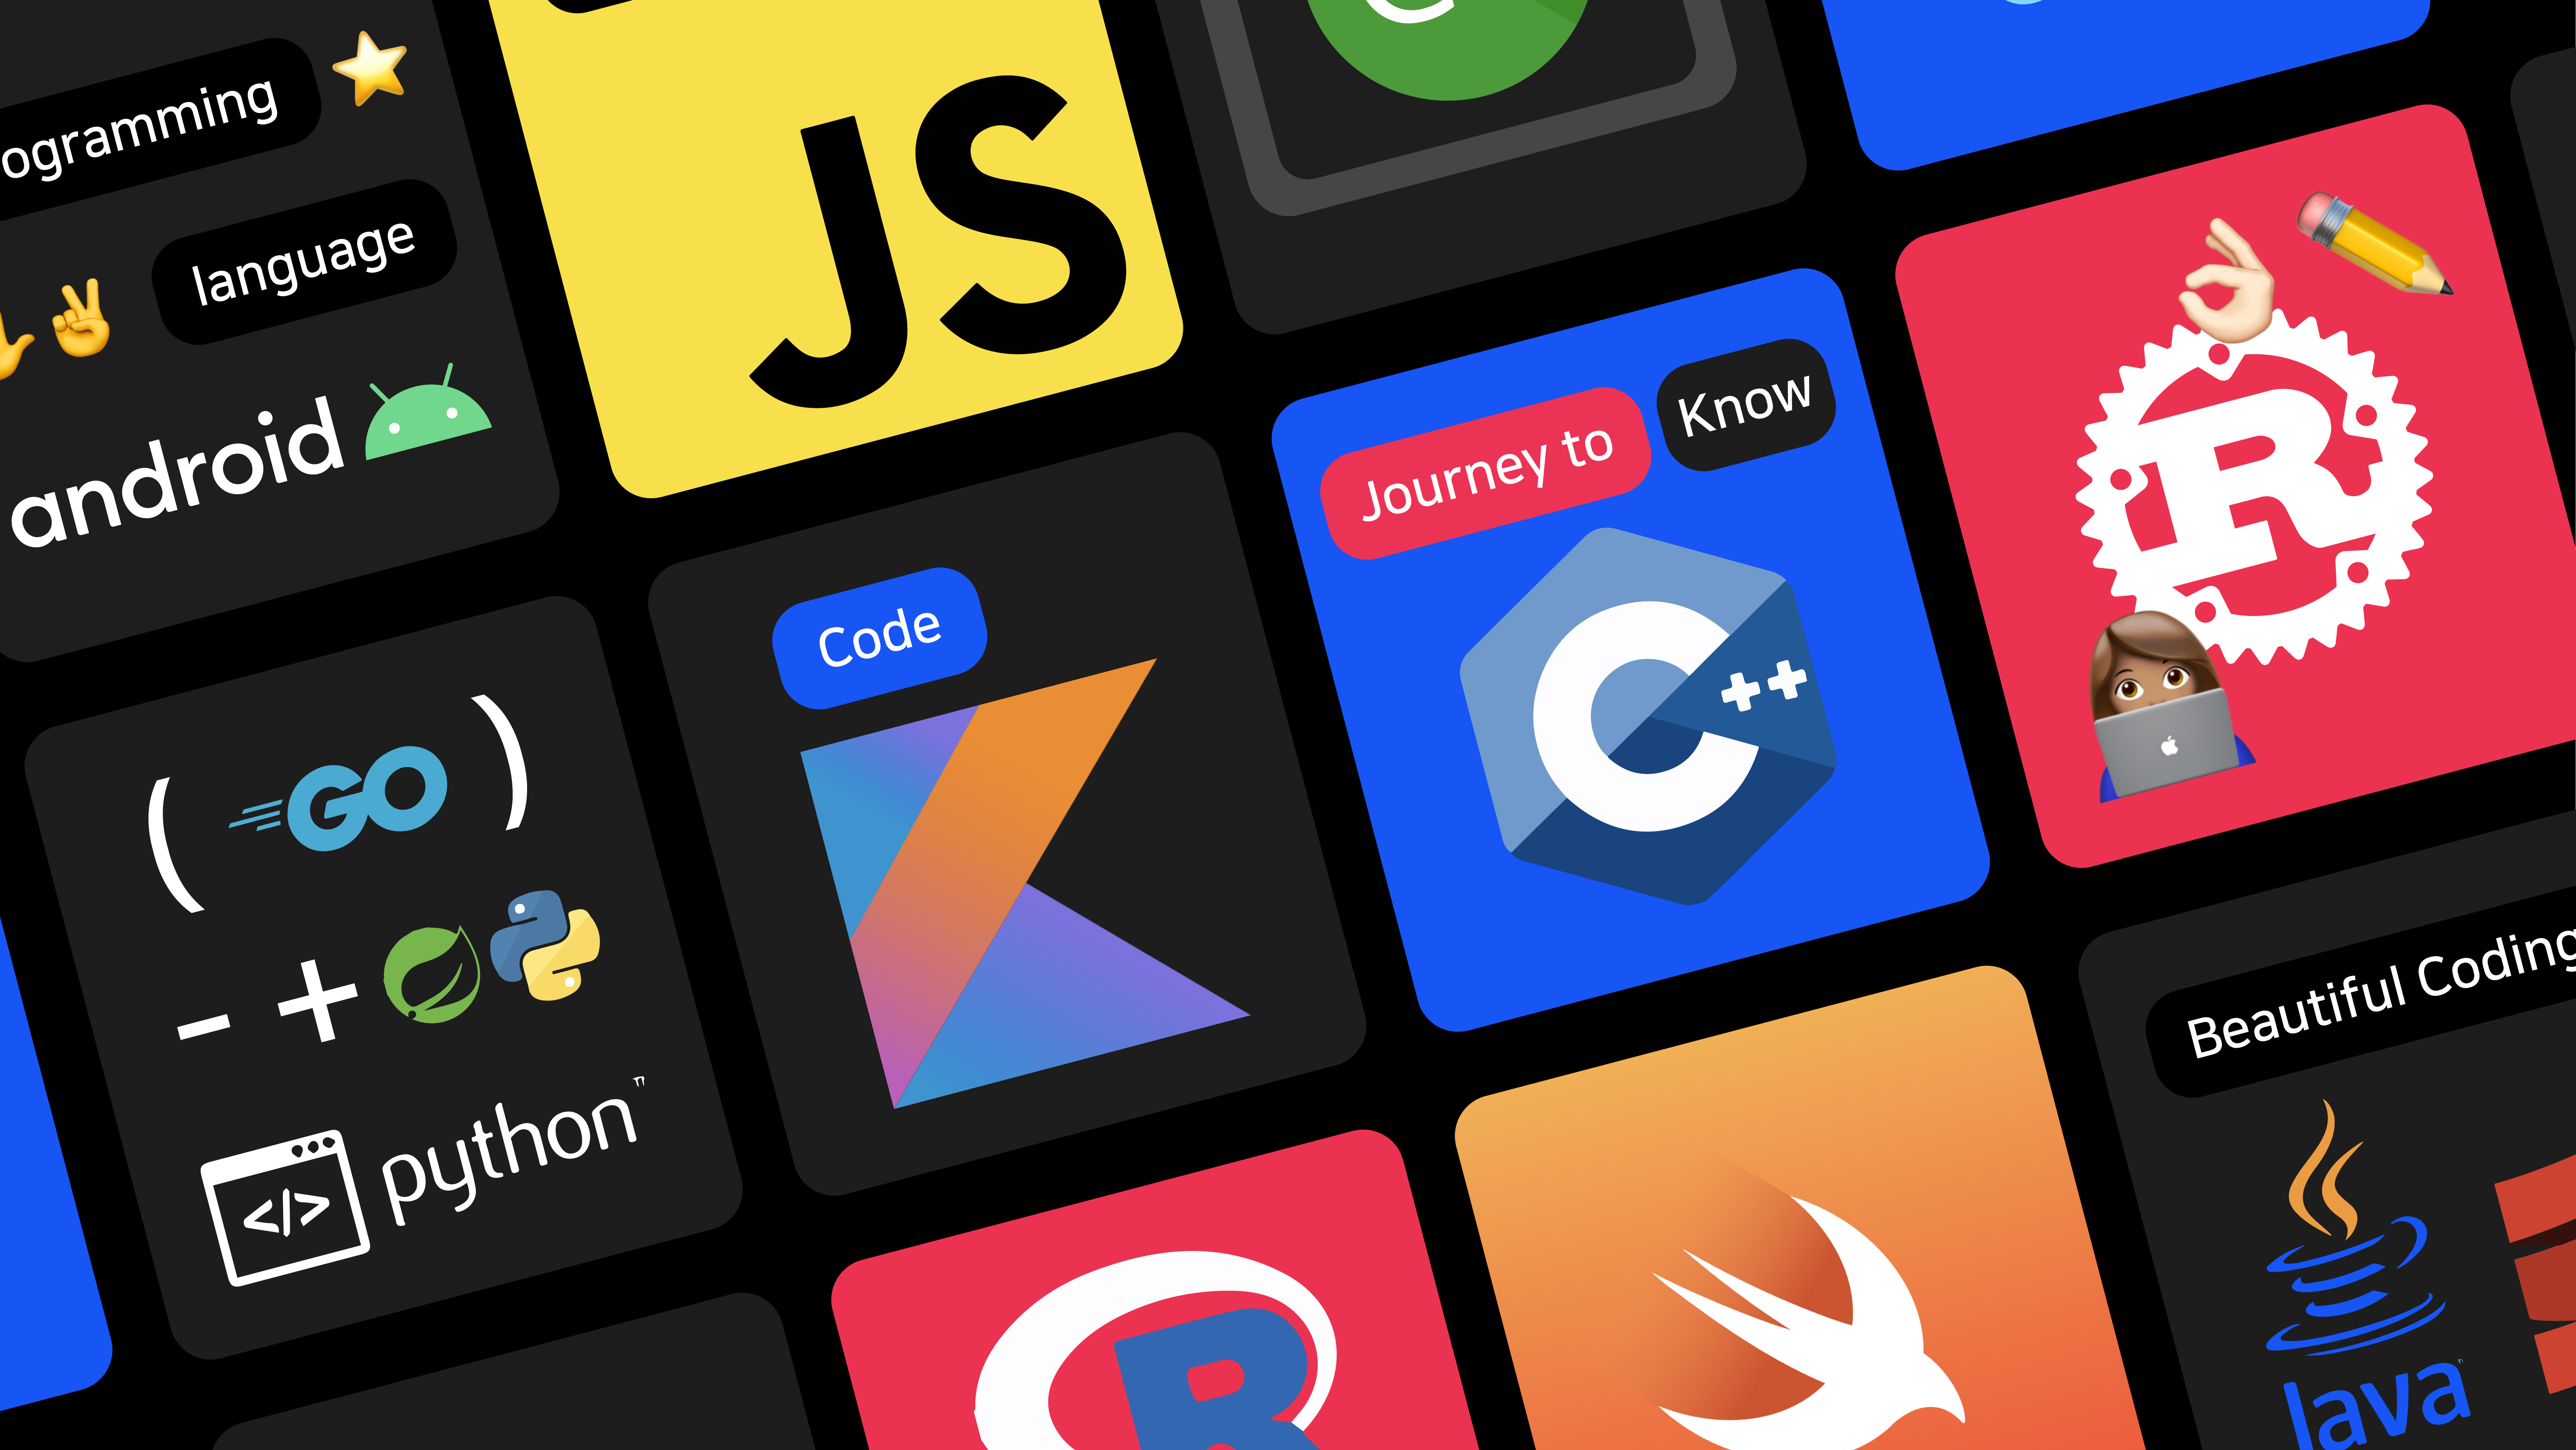 ogramming
language
android
JS
Journey to
Know
R
Code
C++
( GO )
- +
</>
python
Beautiful Coding
R
Java